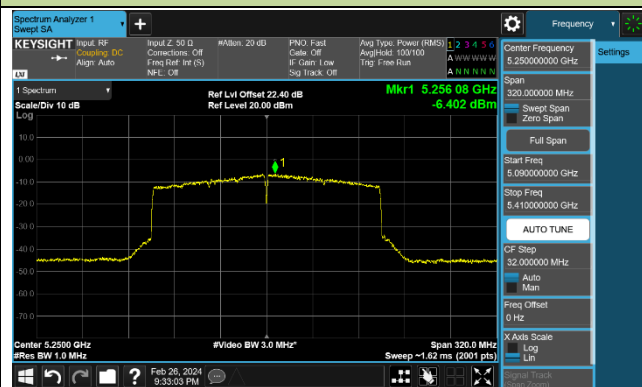 Spectrum Analyzer 1
Swept SA
Frequency
KEYSIGHT
Input: RF
Coupling: DC
Align: Auto
Input Z: 50 Ω
Corrections: Off
Freq Ref: Int (S)
NFE: Off
#Atten: 20 dB
PNO: Fast
Gate: Off
IF Gain: Low
Sig Track: Off
Avg Type: Power (RMS)
Avg|Hold: 100/100
Trig: Free Run
1 2 3 4 5 6
A W W W W W
A N N N N N
LXI
1 Spectrum
Scale/Div 10 dB
Log
Ref Lvl Offset 22.40 dB
Ref Level 20.00 dBm
Mkr1 5.256 08 GHz
-6.402 dBm
10.0
0.00
-10.0
-20.0
-30.0
-40.0
-50.0
-60.0
-70.0
1
Center 5.2500 GHz
#Res BW 1.0 MHz
#Video BW 3.0 MHz*
Span 320.0 MHz
Sweep ~1.62 ms (2001 pts)
Center Frequency
5.250000000 GHz
Settings
Span
320.000000 MHz
Swept Span
Zero Span
Full Span
Start Freq
5.090000000 GHz
Stop Freq
5.410000000 GHz
AUTO TUNE
CF Step
32.000000 MHz
Auto
Man
Freq Offset
0 Hz
X Axis Scale
Log
Lin
Signal Track
(Span Zoom)
Feb 26, 2024
9:33:03 PM